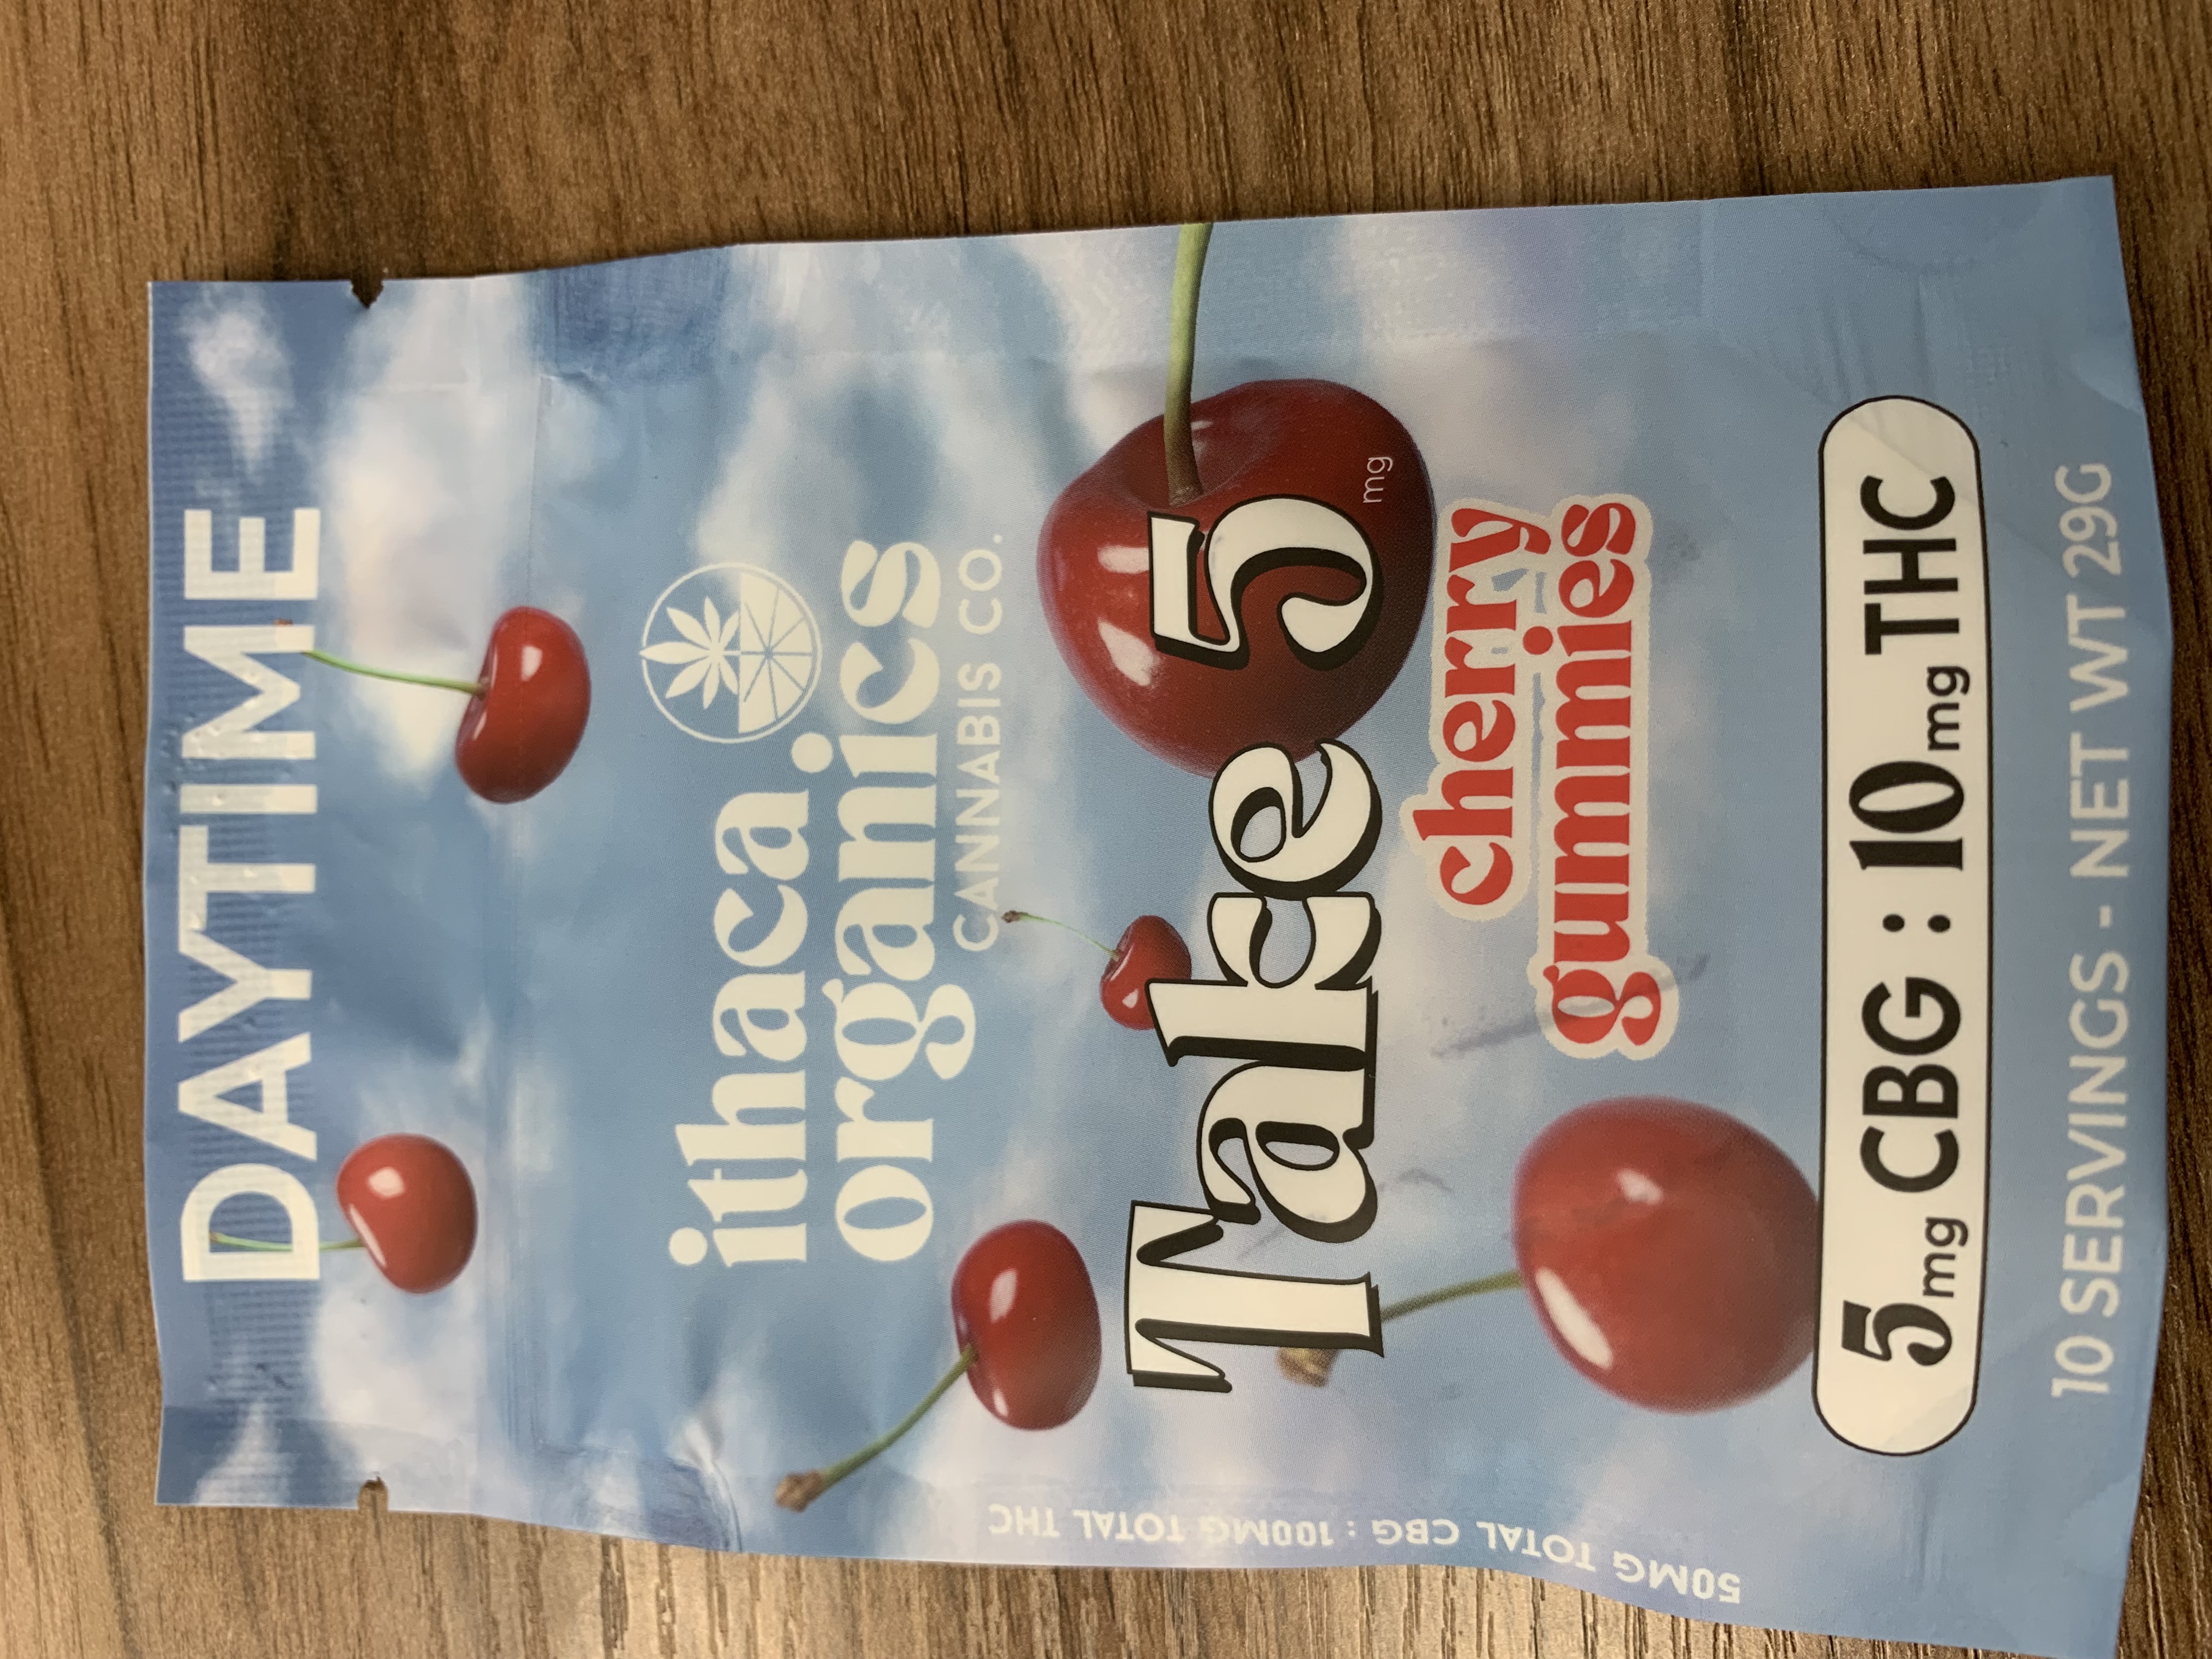 DAYTIME
ithaca
organics
CANNABIS CO.
Take 5
mg
cherry
gummies
5mg CBG : 10mg THC
10 SERVINGS - NET WT 29G
50MG TOTAL CBG : 100MG TOTAL THC